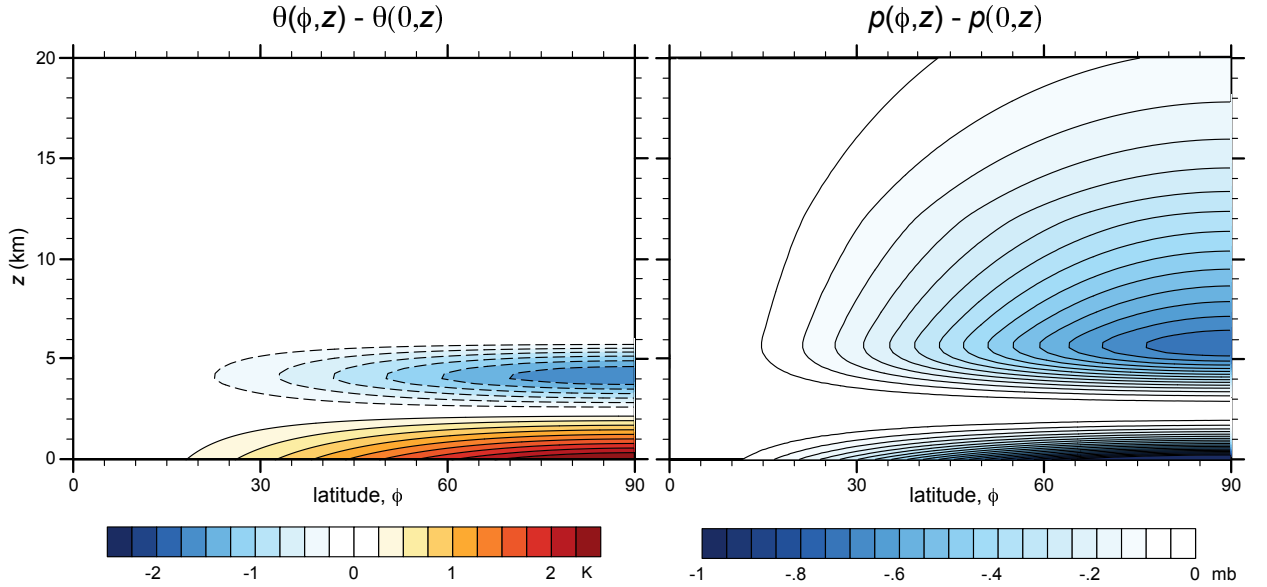 θ(ϕ,z) - θ(0,z)
p(ϕ,z) - p(0,z)
20
15
10
5
0
z (km)
0 30 60 90
latitude, ϕ
0 30 60 90
latitude, ϕ
-2 -1 0 1 2 K
-1 -.8 -.6 -.4 -.2 0 mb